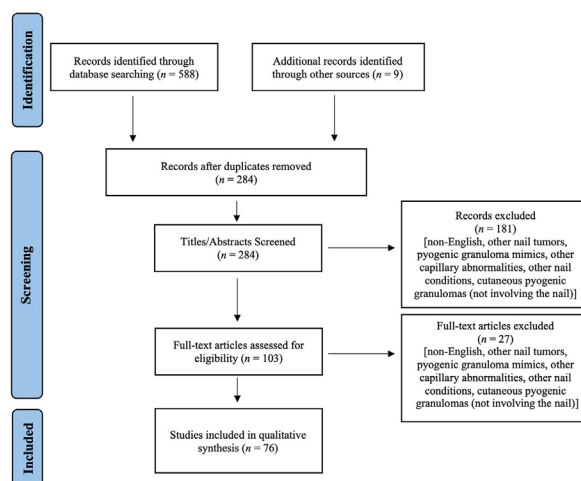 Identification
Records identified through
database searching (n = 588)
Additional records identified
through other sources (n = 9)
Screening
Records after duplicates removed
(n = 284)
Titles/Abstracts Screened
(n = 284)
Records excluded
(n = 181)
[non-English, other nail tumors,
pyogenic granuloma mimics, other
capillary abnormalities, other nail
conditions, cutaneous pyogenic
granulomas (not involving the nail)]
Full-text articles assessed for
eligibility (n = 103)
Full-text articles excluded
(n = 27)
[non-English, other nail tumors,
pyogenic granuloma mimics, other
capillary abnormalities, other nail
conditions, cutaneous pyogenic
granulomas (not involving the nail)]
Included
Studies included in qualitative
synthesis (n = 76)